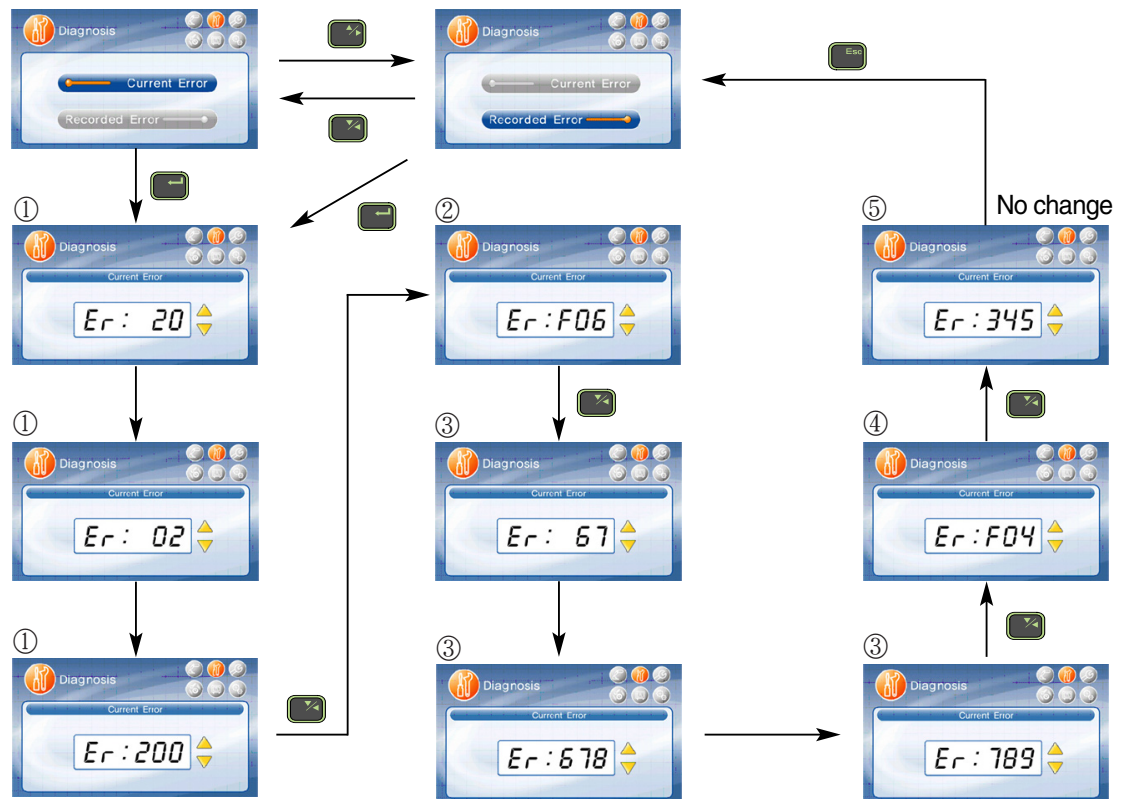 Diagnosis
Current Error
Recorded Error
Diagnosis
Current Error
Recorded Error
Esc
①
Diagnosis
Current Error
Er: 20
②
Diagnosis
Current Error
Er:F06
⑤
No change
Diagnosis
Current Error
Er:345
①
Diagnosis
Current Error
Er: 02
③
Diagnosis
Current Error
Er: 67
④
Diagnosis
Current Error
Er:F04
①
Diagnosis
Current Error
Er:200
③
Diagnosis
Current Error
Er:678
③
Diagnosis
Current Error
Er:789